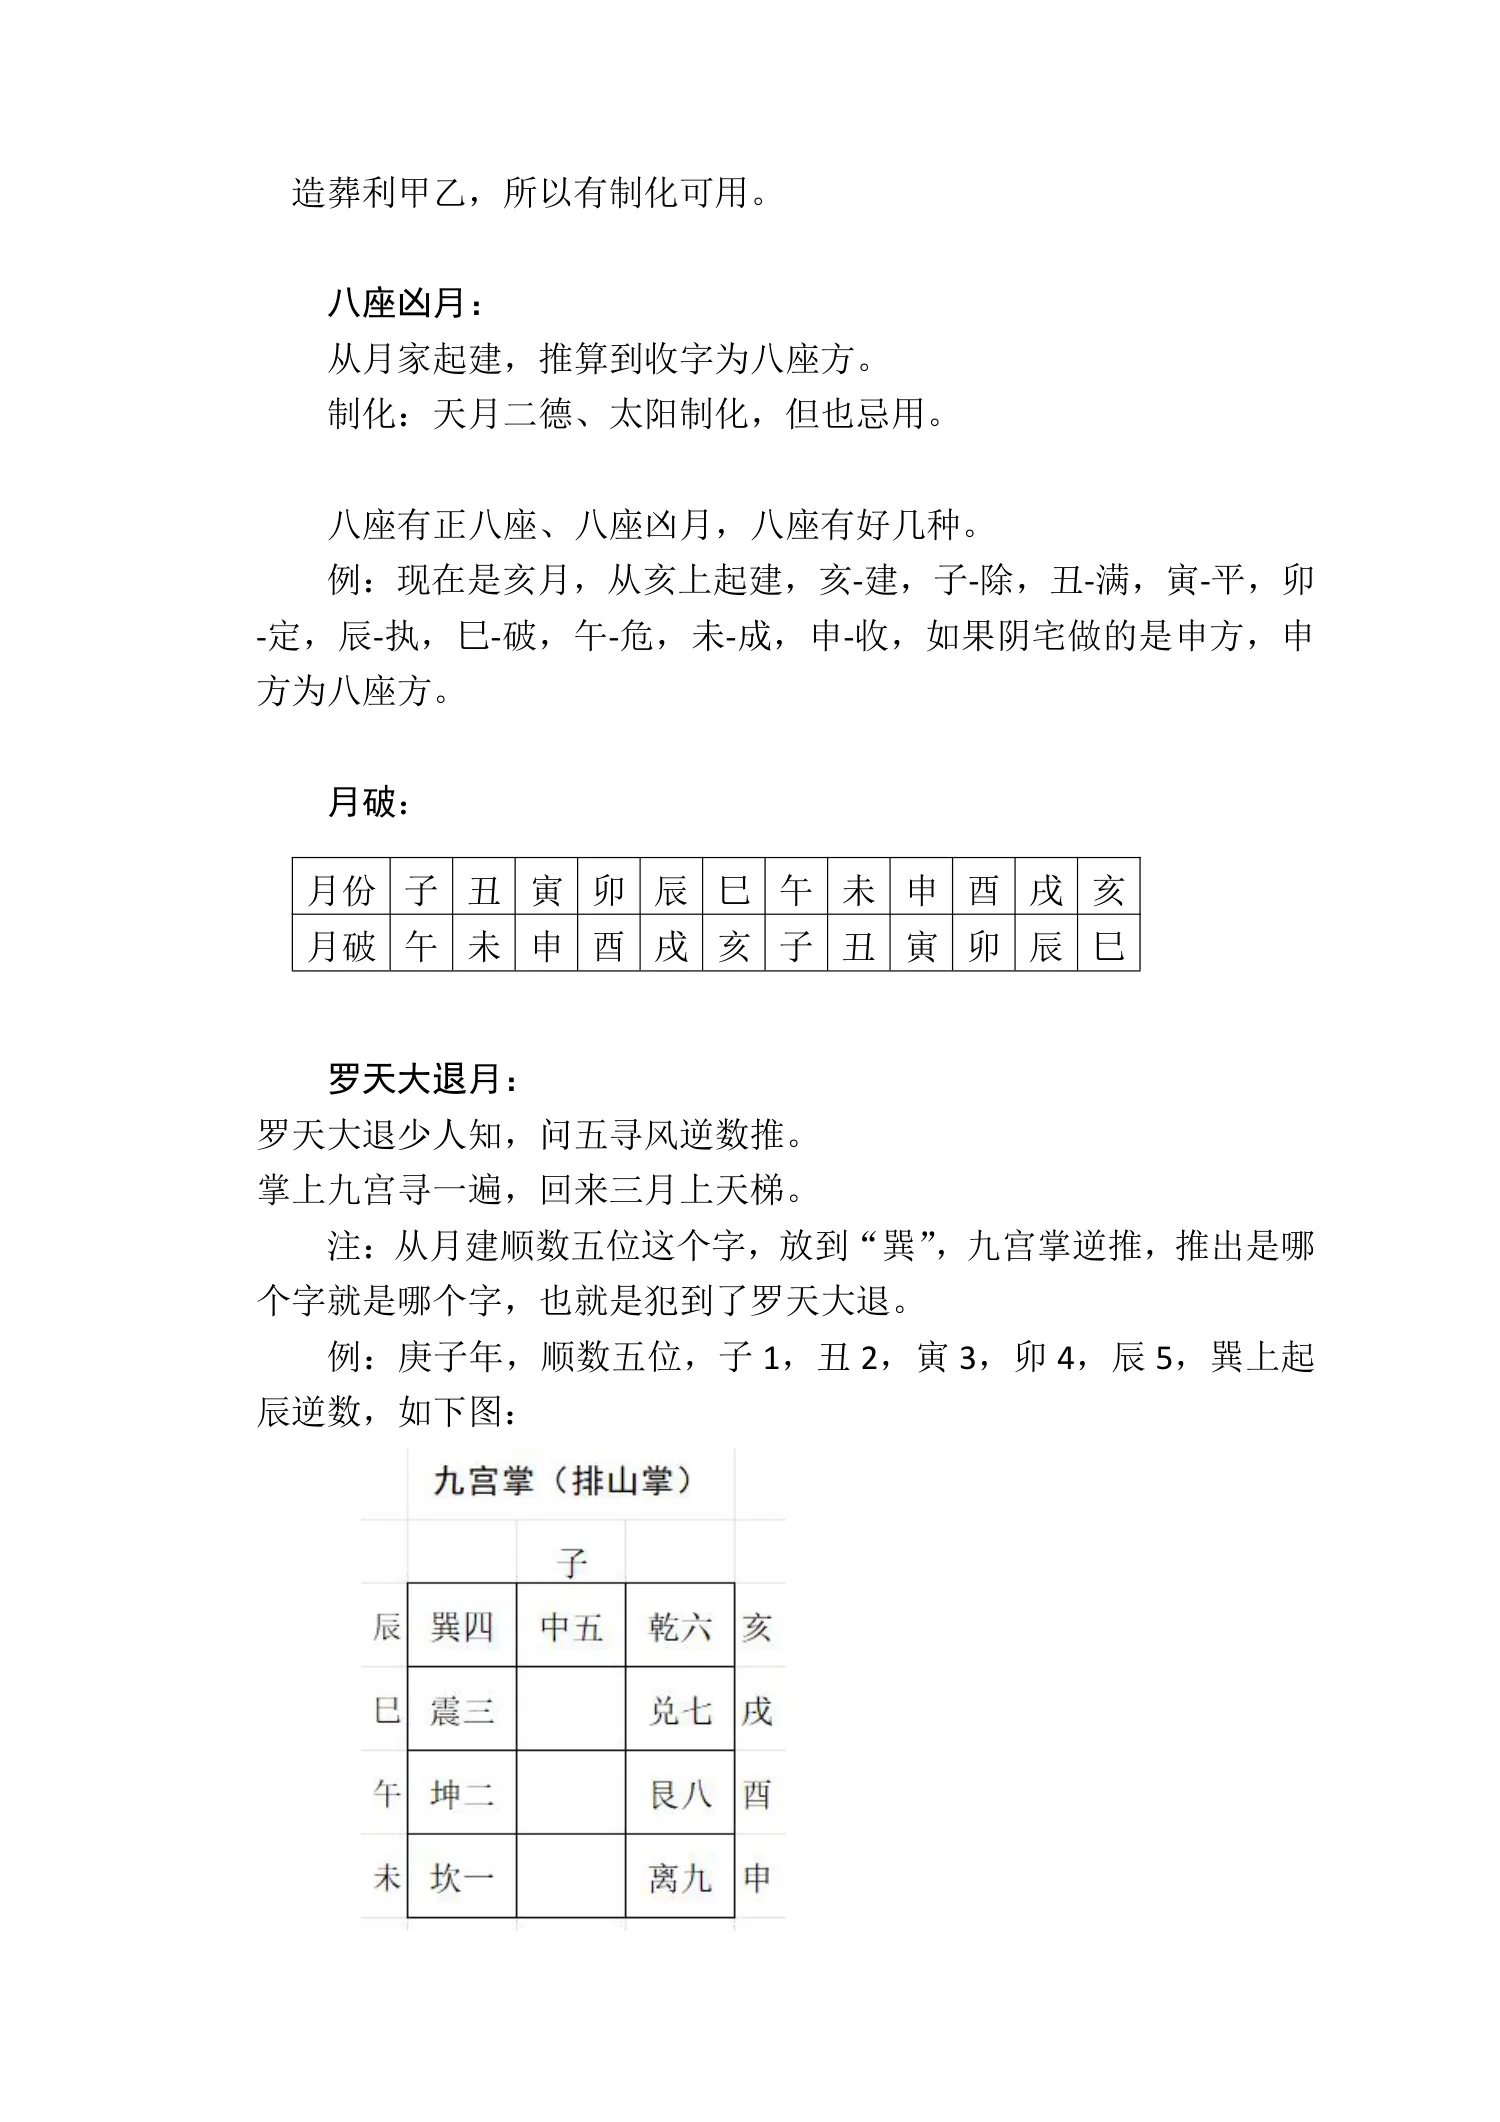 造葬利甲乙，所以有制化可用。
八座凶月：
从月家起建，推算到收字为八座方。
制化：天月二德、太阳制化，但也忌用。
八座有正八座、八座凶月，八座有好几种。
例：现在是亥月，从亥上起建，亥-建，子-除，丑-满，寅-平，卯
-定，辰-执，巳-破，午-危，未-成，申-收，如果阴宅做的是申方，申
方为八座方。
月破：
月份 子 丑 寅 卯 辰 巳 午 未 申 酉 戌 亥
月破 午 未 申 酉 戌 亥 子 丑 寅 卯 辰 巳
罗天大退月：
罗天大退少人知，问五寻风逆数推。
掌上九宫寻一遍，回来三月上天梯。
注：从月建顺数五位这个字，放到“巽”，九宫掌逆推，推出是哪
个字就是哪个字，也就是犯到了罗天大退。
例：庚子年，顺数五位，子 1，丑 2，寅 3，卯 4，辰 5，巽上起
辰逆数，如下图：
九宫掌（排山掌）
子
辰 巽四 中五 乾六 亥
巳 震三 兑七 戌
午 坤二 艮八 酉
未 坎一 离九 申